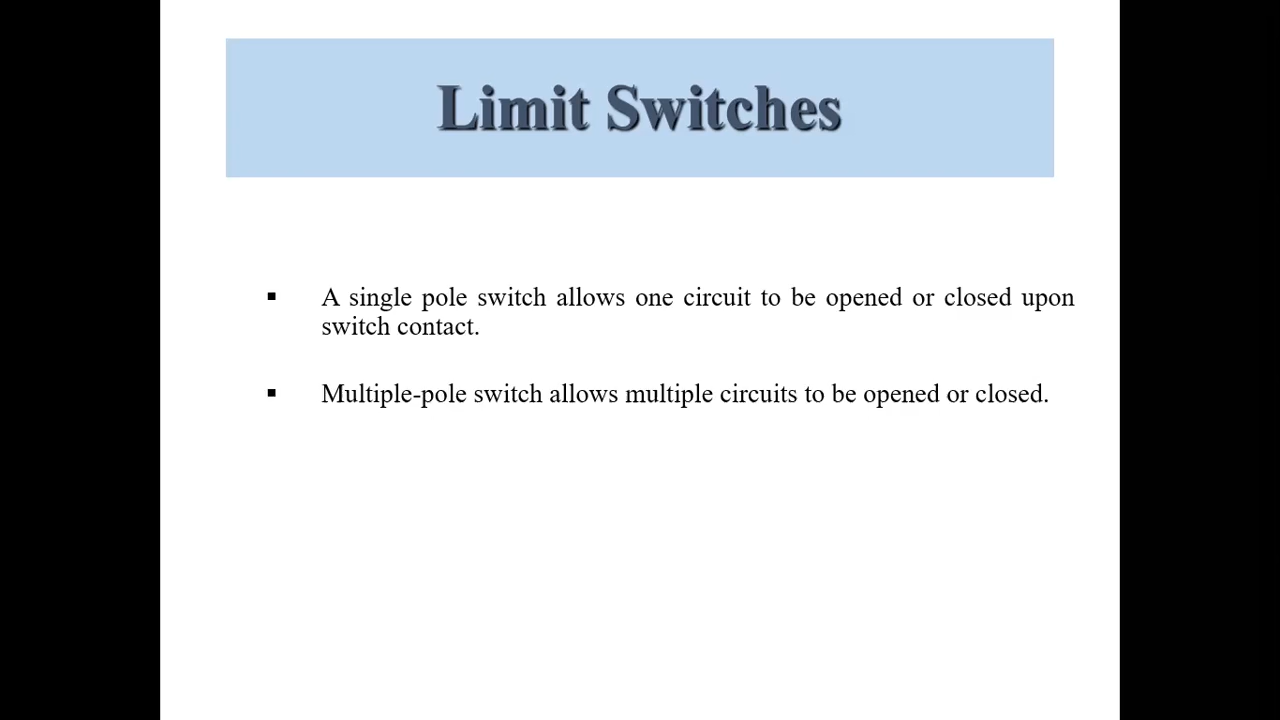 Limit Switches
▪ A single pole switch allows one circuit to be opened or closed upon
switch contact.
▪ Multiple-pole switch allows multiple circuits to be opened or closed.